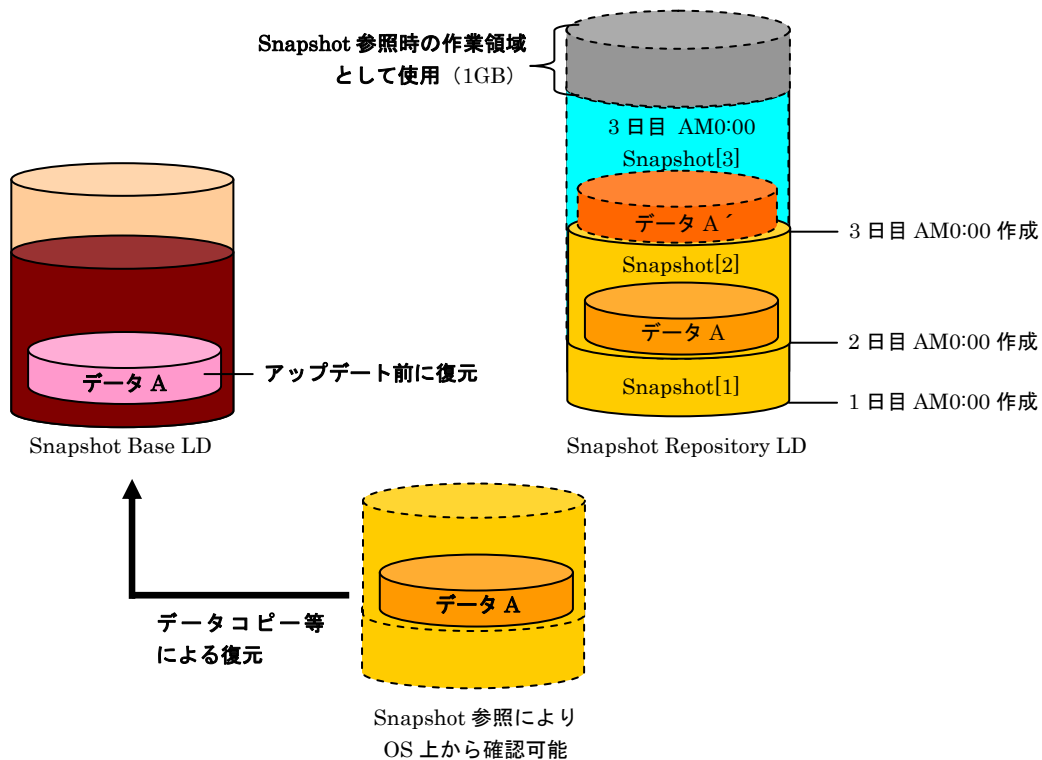 Snapshot 参照時の作業領域
として使用（1GB）
3 日目 AM0:00
Snapshot[3]
データ A ´
3 日目 AM0:00 作成
Snapshot[2]
データ A
2 日目 AM0:00 作成
Snapshot[1]
1 日目 AM0:00 作成
データ A
アップデート前に復元
Snapshot Base LD
Snapshot Repository LD
データ A
データコピー等
による復元
Snapshot 参照により
OS 上から確認可能